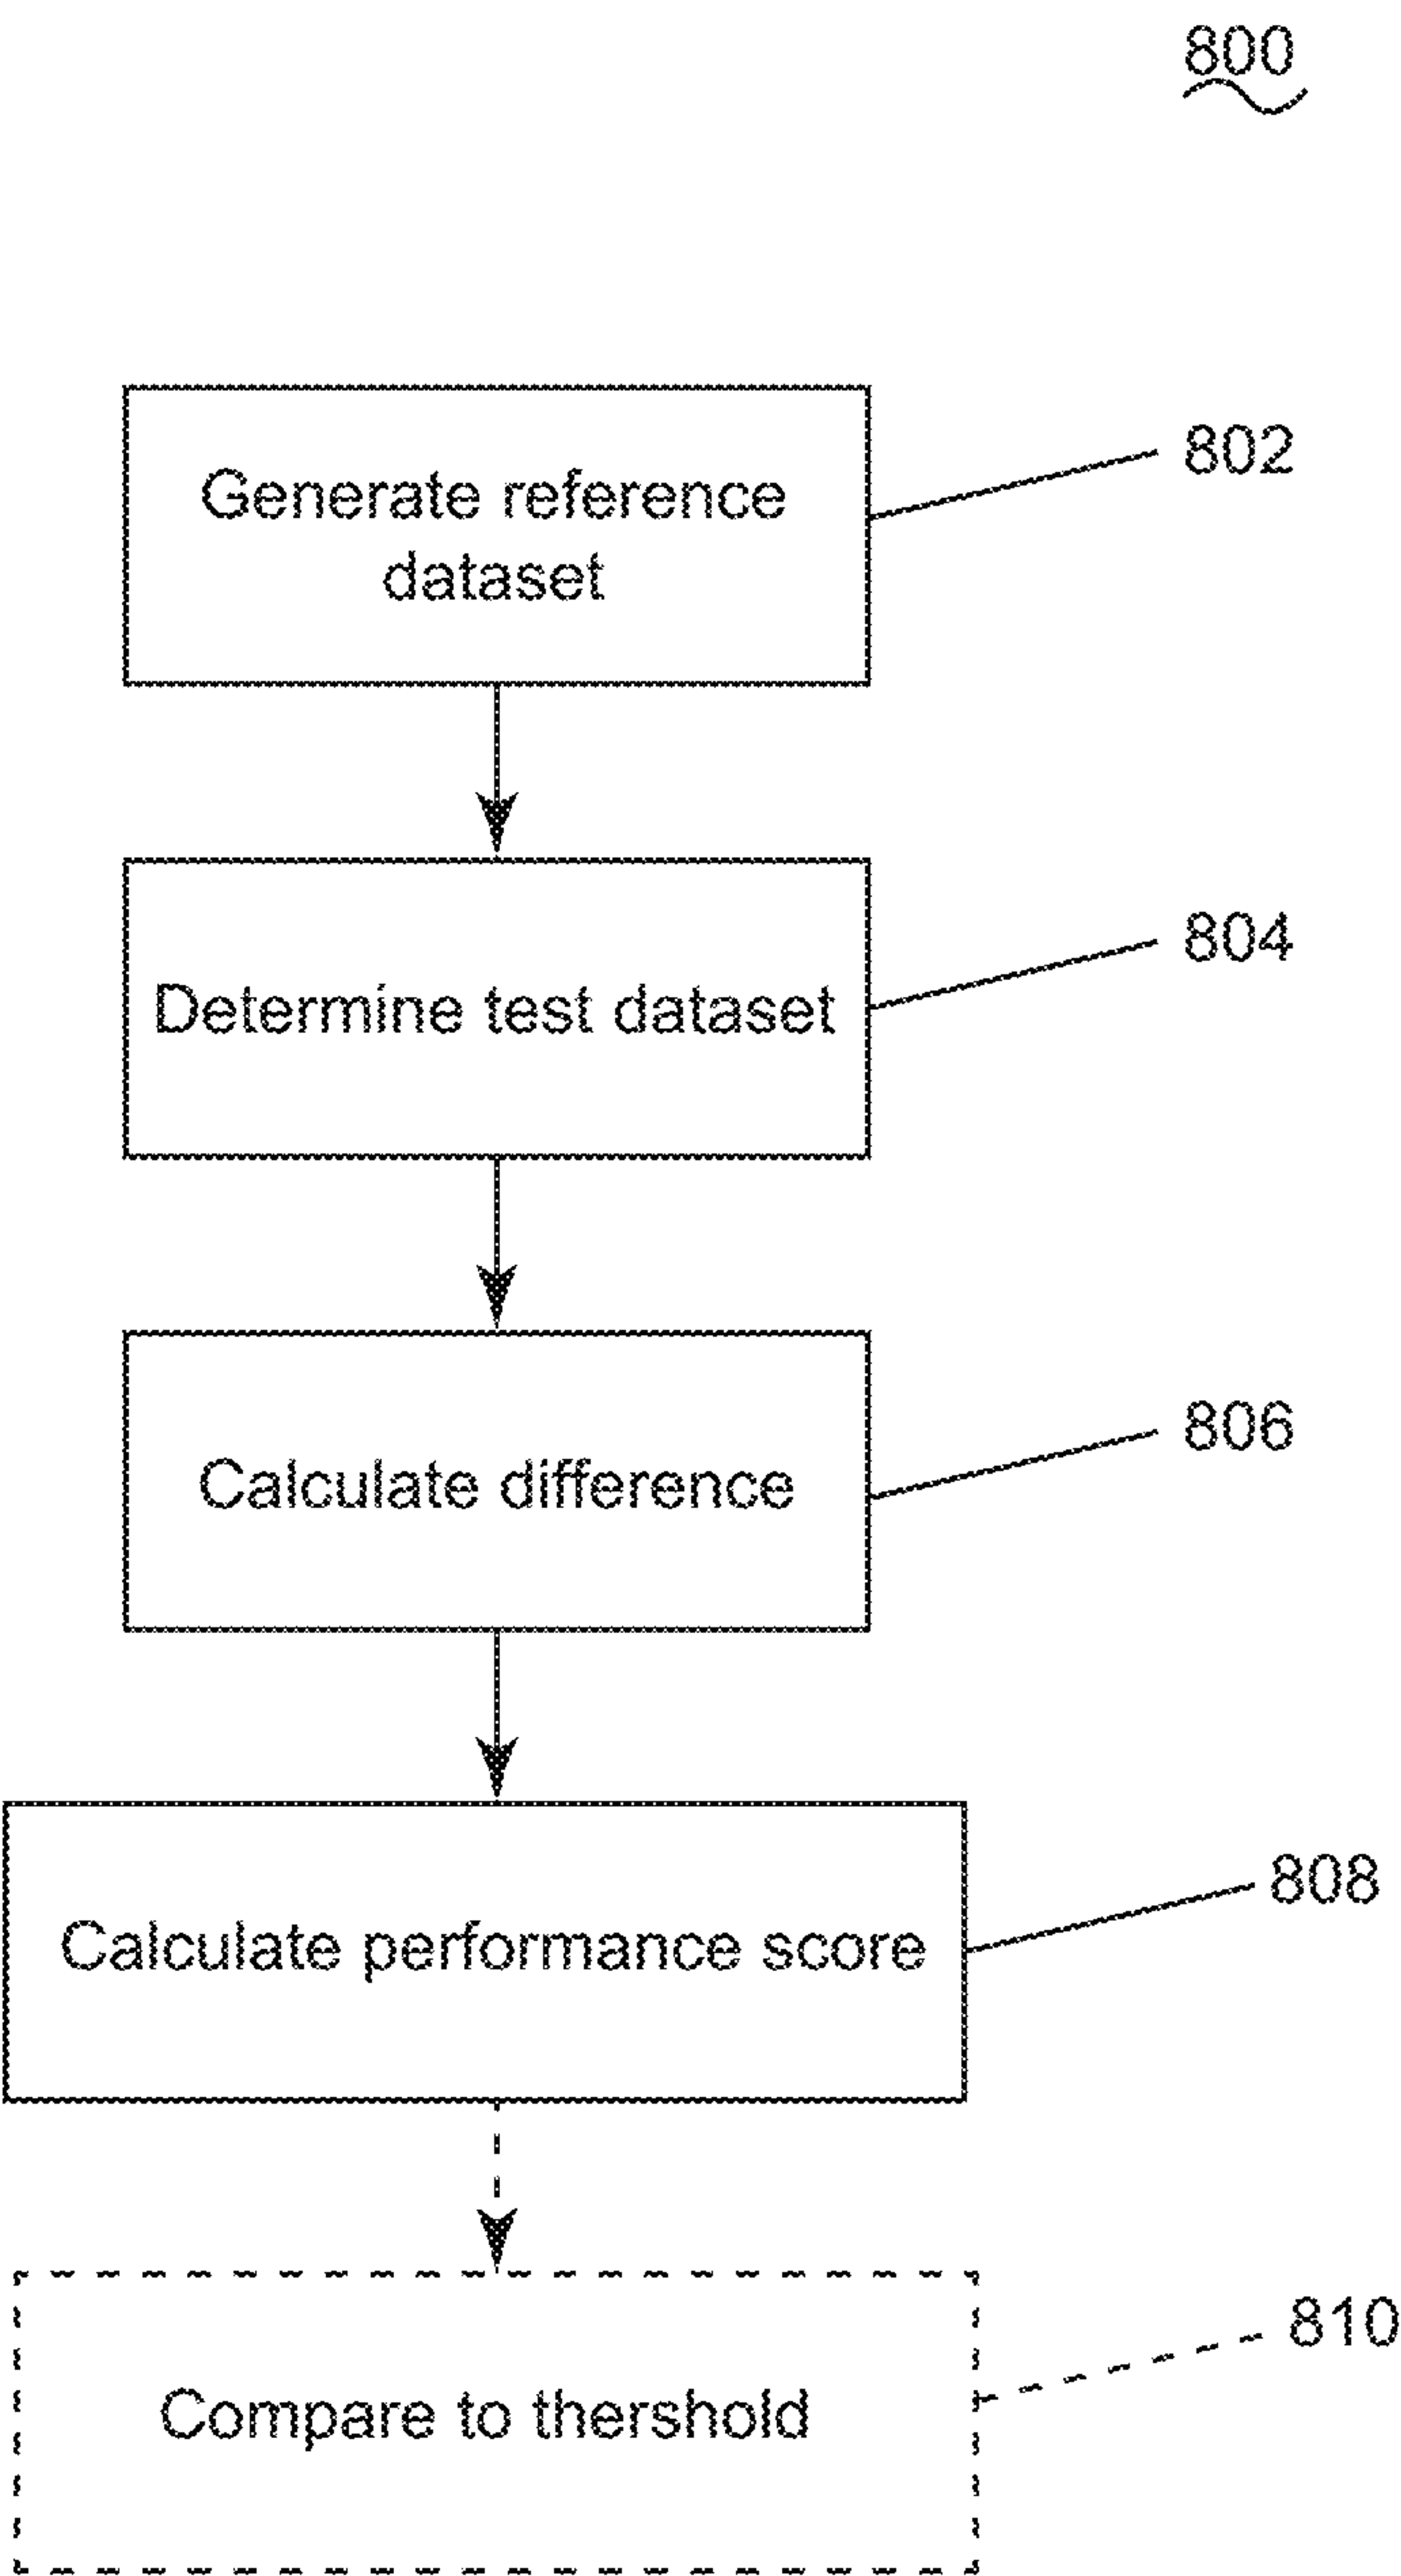 800
Generate reference
dataset
802
Determine test dataset
804
Calculate difference
806
Calculate performance score
808
Compare to thershold
810